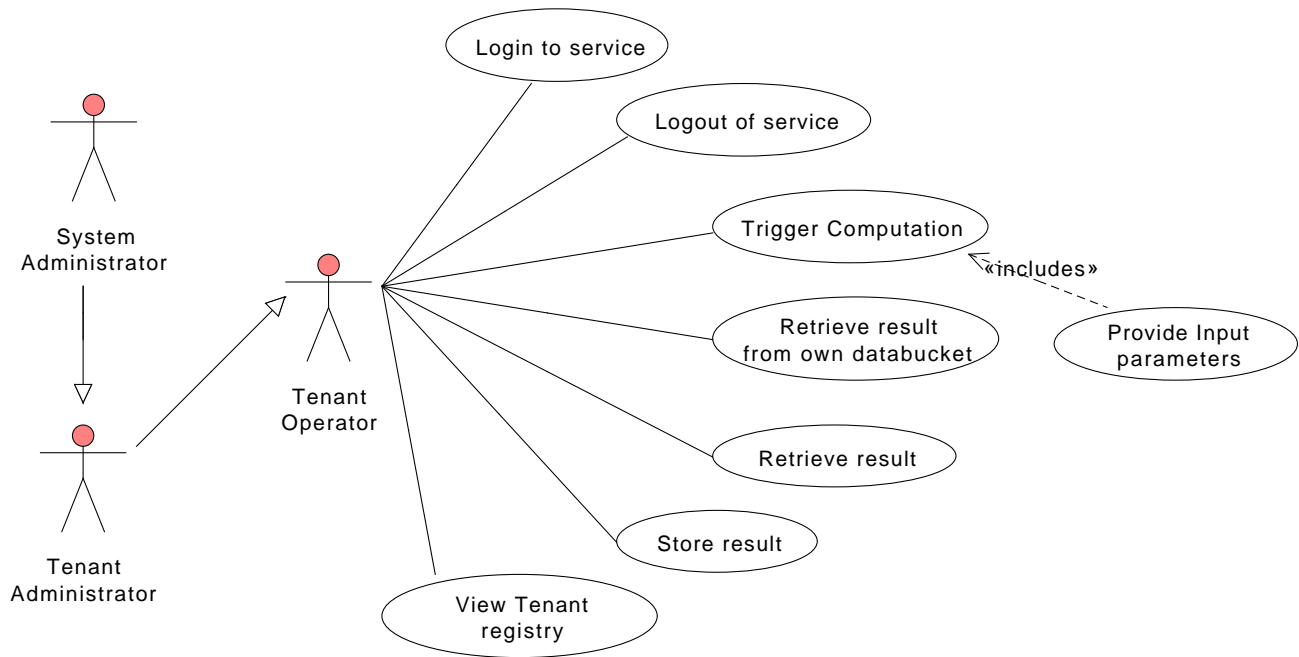 Login to service
Logout of service
System
Administrator
Trigger Computation
«includes»
Tenant
Operator
Retrieve result
from own databucket
Provide Input
parameters
Retrieve result
Tenant
Administrator
Store result
View Tenant
registry